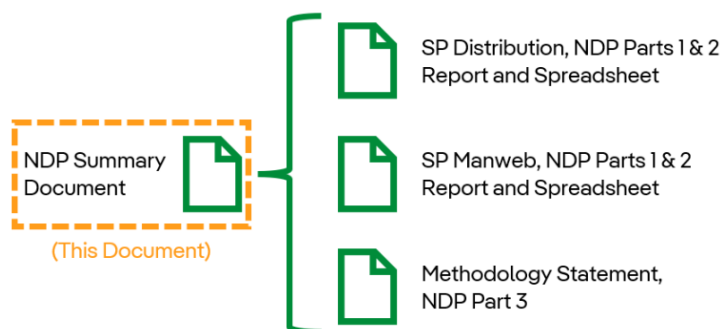 NDP Summary
Document
(This Document)
SP Distribution, NDP Parts 1 & 2
Report and Spreadsheet
SP Manweb, NDP Parts 1 & 2
Report and Spreadsheet
Methodology Statement,
NDP Part 3